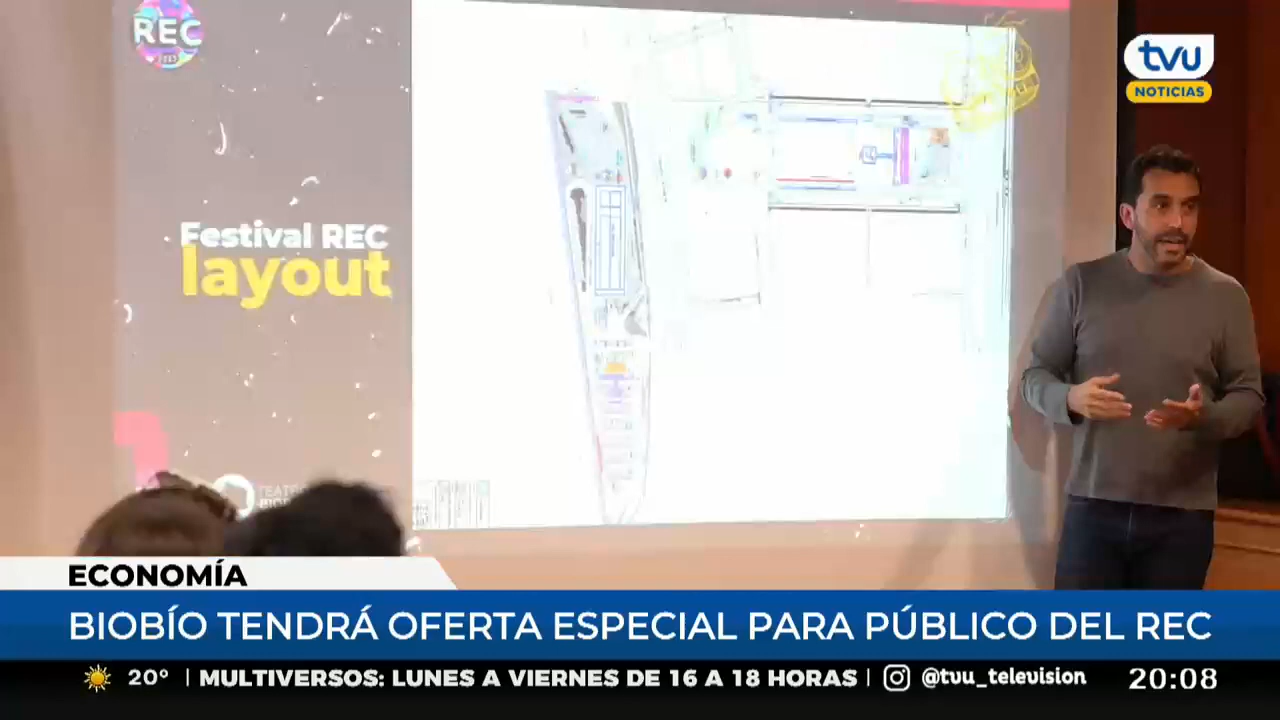 REC
tvu
NOTICIAS
Festival REC
layout
ECONOMÍA
BIOBÍO TENDRÁ OFERTA ESPECIAL PARA PÚBLICO DEL REC
20° | MULTIVERSOS: LUNES A VIERNES DE 16 A 18 HORAS | @tvu_television 20:08